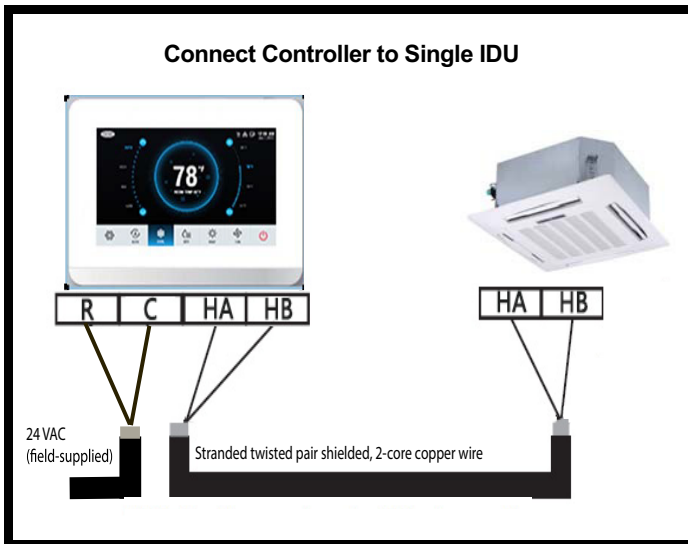 Connect Controller to Single IDU
78°F
R C HA HB
HA HB
24 VAC
(field-supplied)
Stranded twisted pair shielded, 2-core copper wire